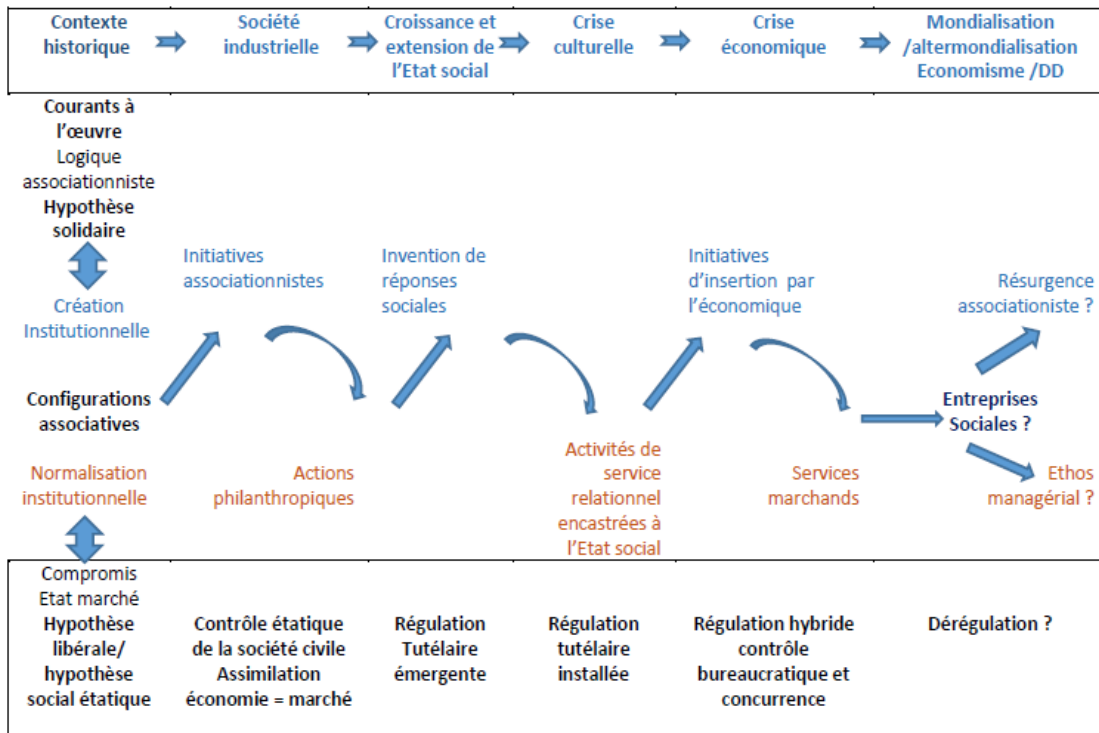 Contexte
historique
Société
industrielle
Croissance et
extension de
l'Etat social
Crise
culturelle
Crise
économique
Mondialisation
/altermondialisation
Economisme /DD
Courants à
l'œuvre
Logique
associationniste
Hypothèse
solidaire
Création
Institutionnelle
Configurations
associatives
Normalisation
institutionnelle
Initiatives
associationnistes
Actions
philanthropiques
Invention de
réponses
sociales
Activités de
service
relationnel
encastrées à
l'Etat social
Initiatives
d'insertion par
l'économique
Services
marchands
Résurgence
associationiste ?
Entreprises
Sociales ?
Ethos
managérial ?
Compromis
Etat marché
Hypothèse
libérale/
hypothèse
social étatique
Contrôle étatique
de la société civile
Assimilation
économie = marché
Régulation
Tutélaire
émergente
Régulation
tutélaire
installée
Régulation hybride
contrôle
bureaucratique et
concurrence
Dérégulation ?